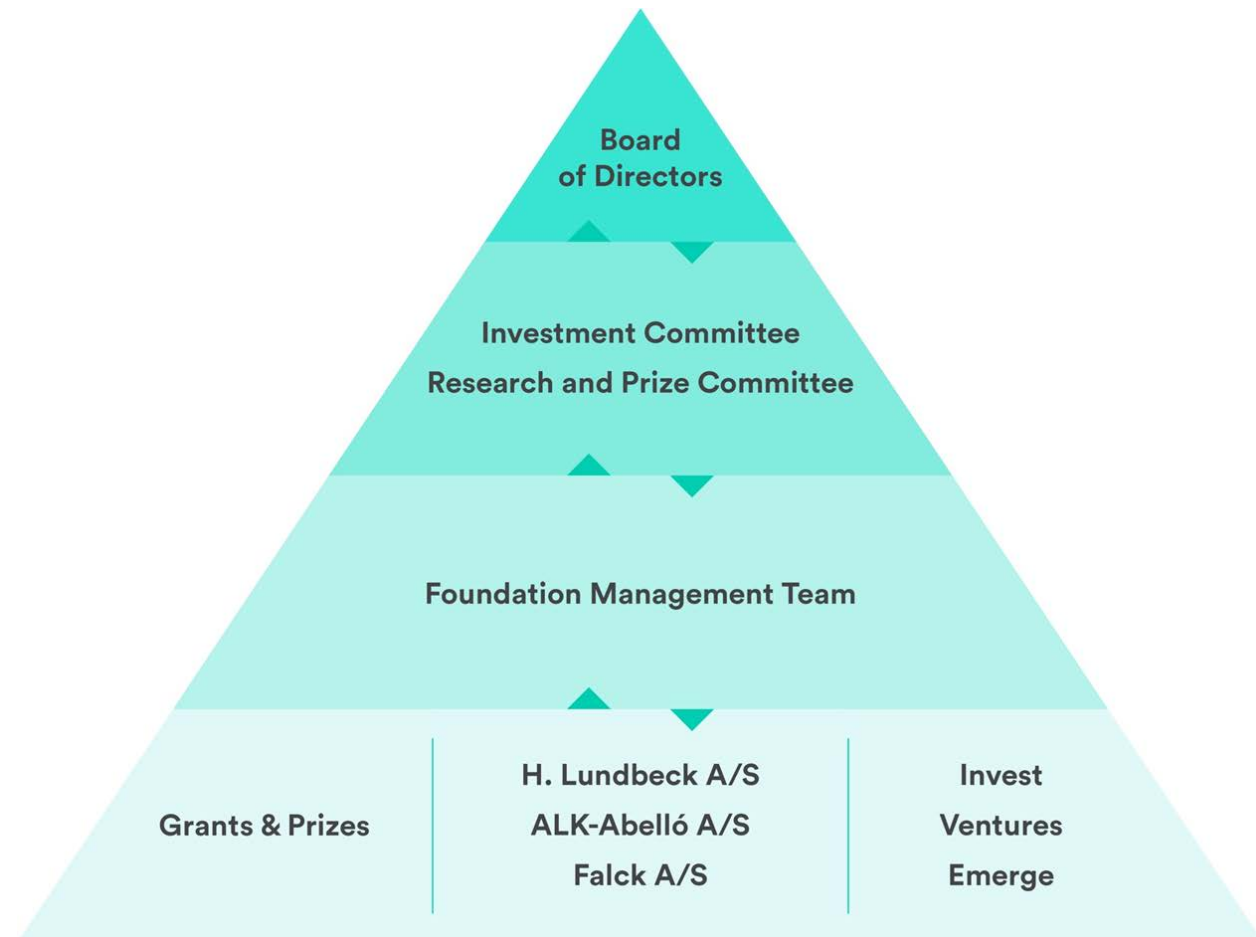 Board
of Directors
Investment Committee
Research and Prize Committee
Foundation Management Team
Grants & Prizes
H. Lundbeck A/S
ALK-Abelló A/S
Falck A/S
Invest
Ventures
Emerge